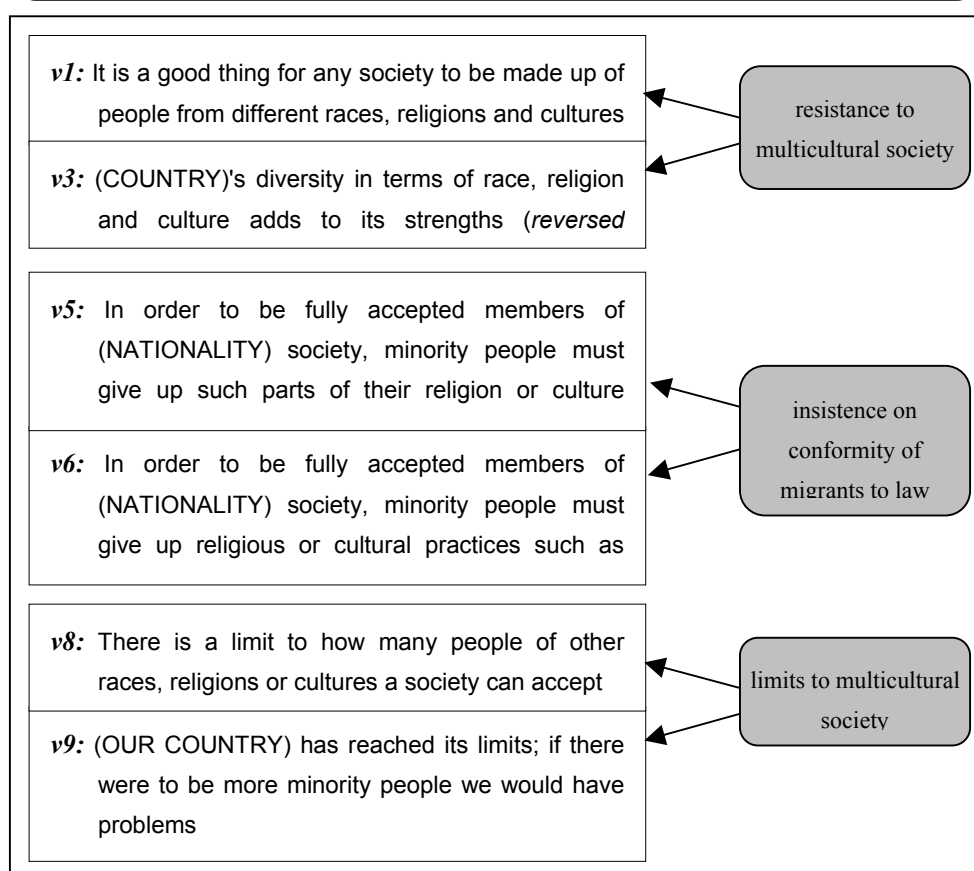 v1: It is a good thing for any society to be made up of
people from different races, religions and cultures
v3: (COUNTRY)'s diversity in terms of race, religion
and culture adds to its strengths (reversed
resistance to
multicultural society
v5: In order to be fully accepted members of
(NATIONALITY) society, minority people must
give up such parts of their religion or culture
v6: In order to be fully accepted members of
(NATIONALITY) society, minority people must
give up religious or cultural practices such as
insistence on
conformity of
migrants to law
v8: There is a limit to how many people of other
races, religions or cultures a society can accept
v9: (OUR COUNTRY) has reached its limits; if there
were to be more minority people we would have
problems
limits to multicultural
society